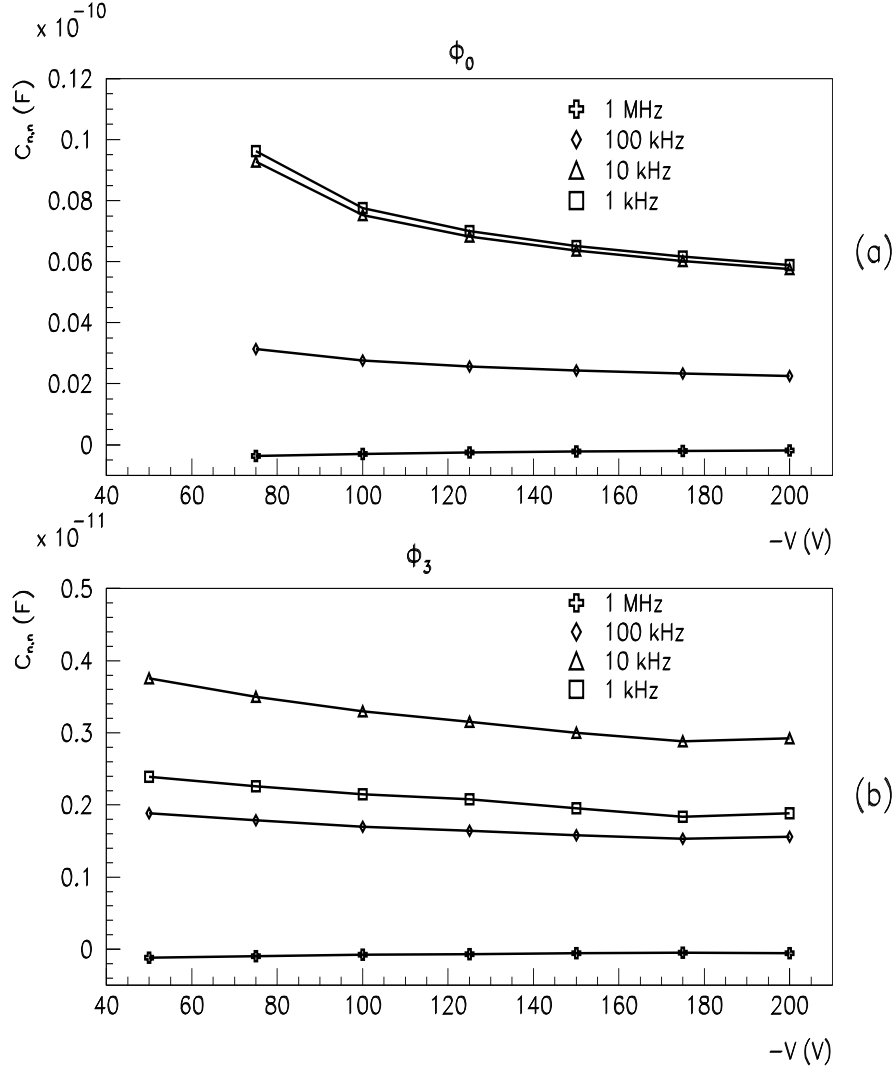 × 10⁻¹⁰
Φ₀
C n,n (F)
0.12
0.1
0.08
0.06
0.04
0.02
0
1 MHz
100 kHz
10 kHz
1 kHz
(a)
40 60 80 100 120 140 160 180 200
−V (V)
× 10⁻¹¹
Φ₃
C n,n (F)
0.5
0.4
0.3
0.2
0.1
0
1 MHz
100 kHz
10 kHz
1 kHz
(b)
40 60 80 100 120 140 160 180 200
−V (V)